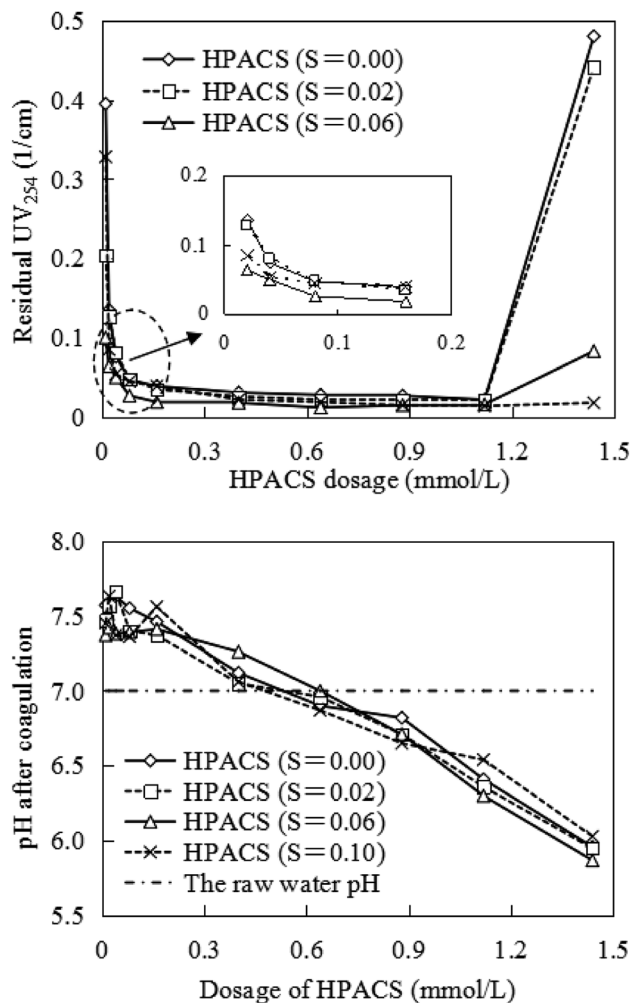 0.5
HPACS (S=0.00)
HPACS (S=0.02)
HPACS (S=0.06)
0.4
0.3
0.2
0.1
0
Residual UV254 (1/cm)
0.2
0.1
0
0 0.1 0.2
0 0.3 0.6 0.9 1.2 1.5
HPACS dosage (mmol/L)
8.0
7.5
7.0
6.5
6.0
5.5
pH after coagulation
HPACS (S=0.00)
HPACS (S=0.02)
HPACS (S=0.06)
HPACS (S=0.10)
The raw water pH
0 0.3 0.6 0.9 1.2 1.5
Dosage of HPACS (mmol/L)